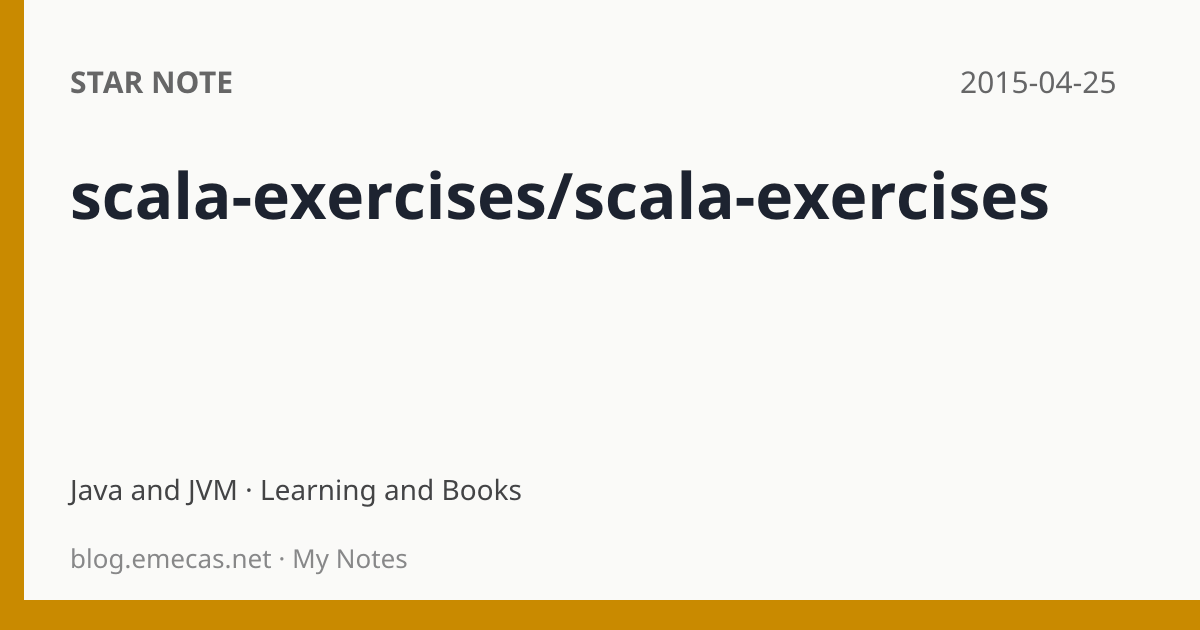 STAR NOTE 2015-04-25
scala-exercises/scala-exercises
Java and JVM · Learning and Books
blog.emecas.net · My Notes